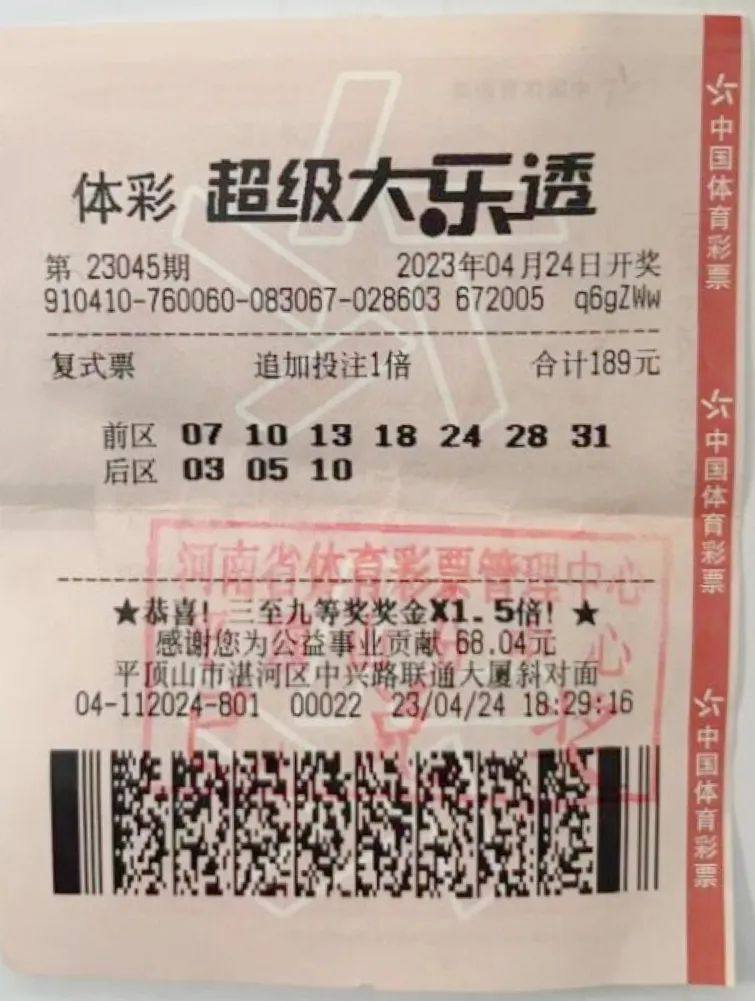 体彩 超级大乐透
第 23045期 2023年04月24日开奖
910410-760060-083067-028603 672005 q6gZWw
复式票 追加投注1倍 合计189元
前区 07 10 13 18 24 28 31
后区 03 05 10
河南省体育彩票管理中心
★恭喜! 三至九等奖奖金X1.5倍! ★
感谢您为公益事业贡献 68.04元
平顶山市湛河区中兴路联通大厦斜对面
04-112024-801 00022 23/04/24 18:29:16
中国体育彩票
中国体育彩票
中国体育彩票